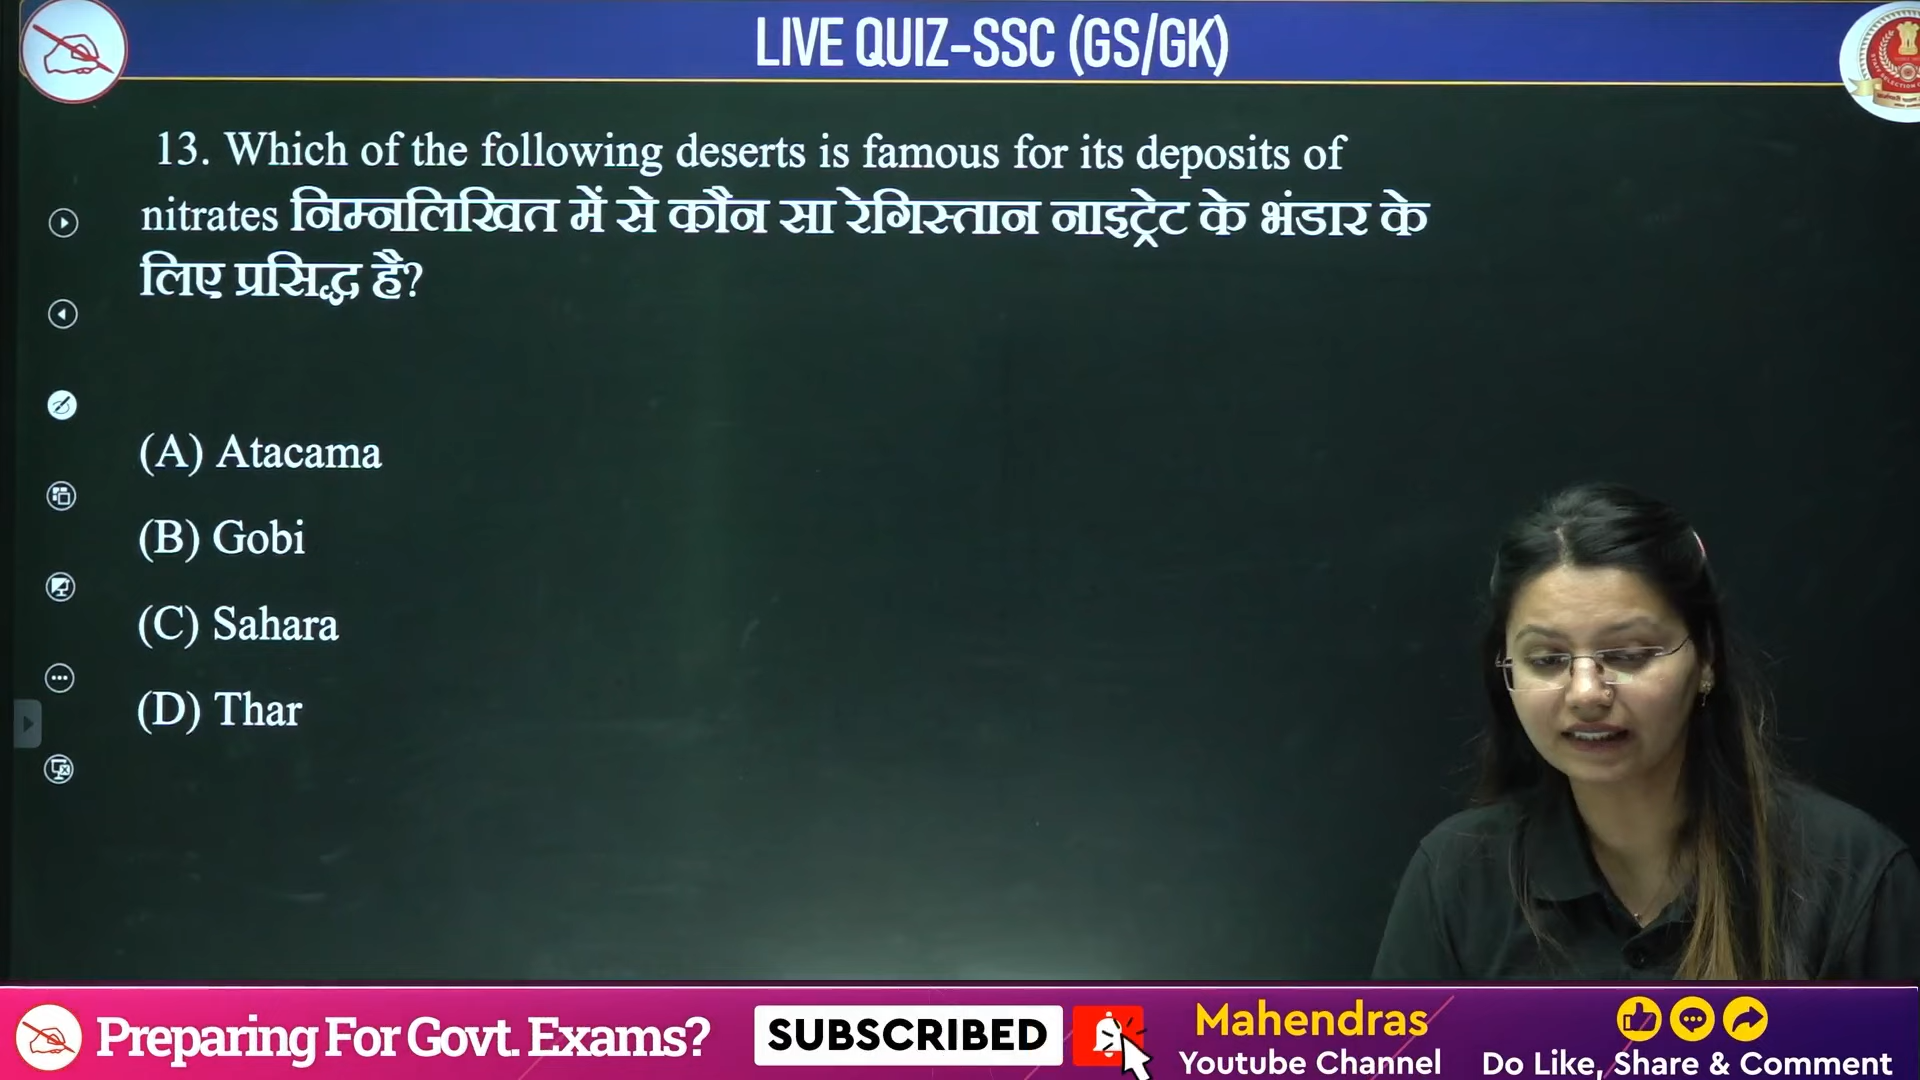 LIVE QUIZ-SSC (GS/GK)
13. Which of the following deserts is famous for its deposits of
nitrates निम्नलिखित में से कौन सा रेगिस्तान नाइट्रेट के भंडार के
लिए प्रसिद्ध है?
(A) Atacama
(B) Gobi
(C) Sahara
(D) Thar
Preparing For Govt. Exams?
SUBSCRIBED
Mahendras
Youtube Channel
Do Like, Share & Comment